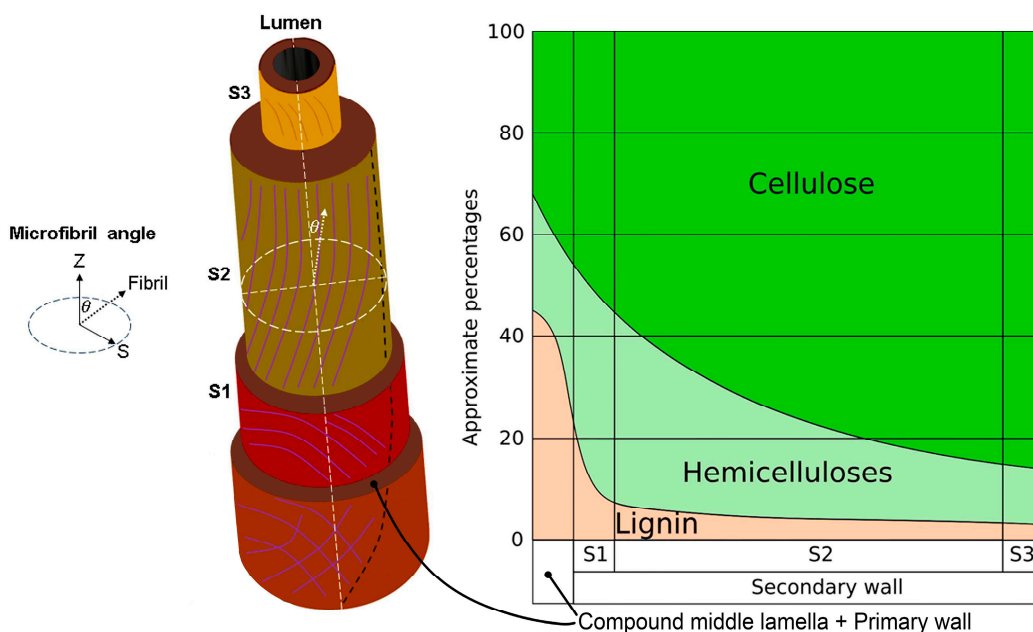 Lumen
S3
Microfibril angle
Z
Fibril
θ
S
θ
S2
S1
Approximate percentages
100
80
60
40
20
0
Cellulose
Hemicelluloses
Lignin
S1
S2
S3
Secondary wall
Compound middle lamella + Primary wall